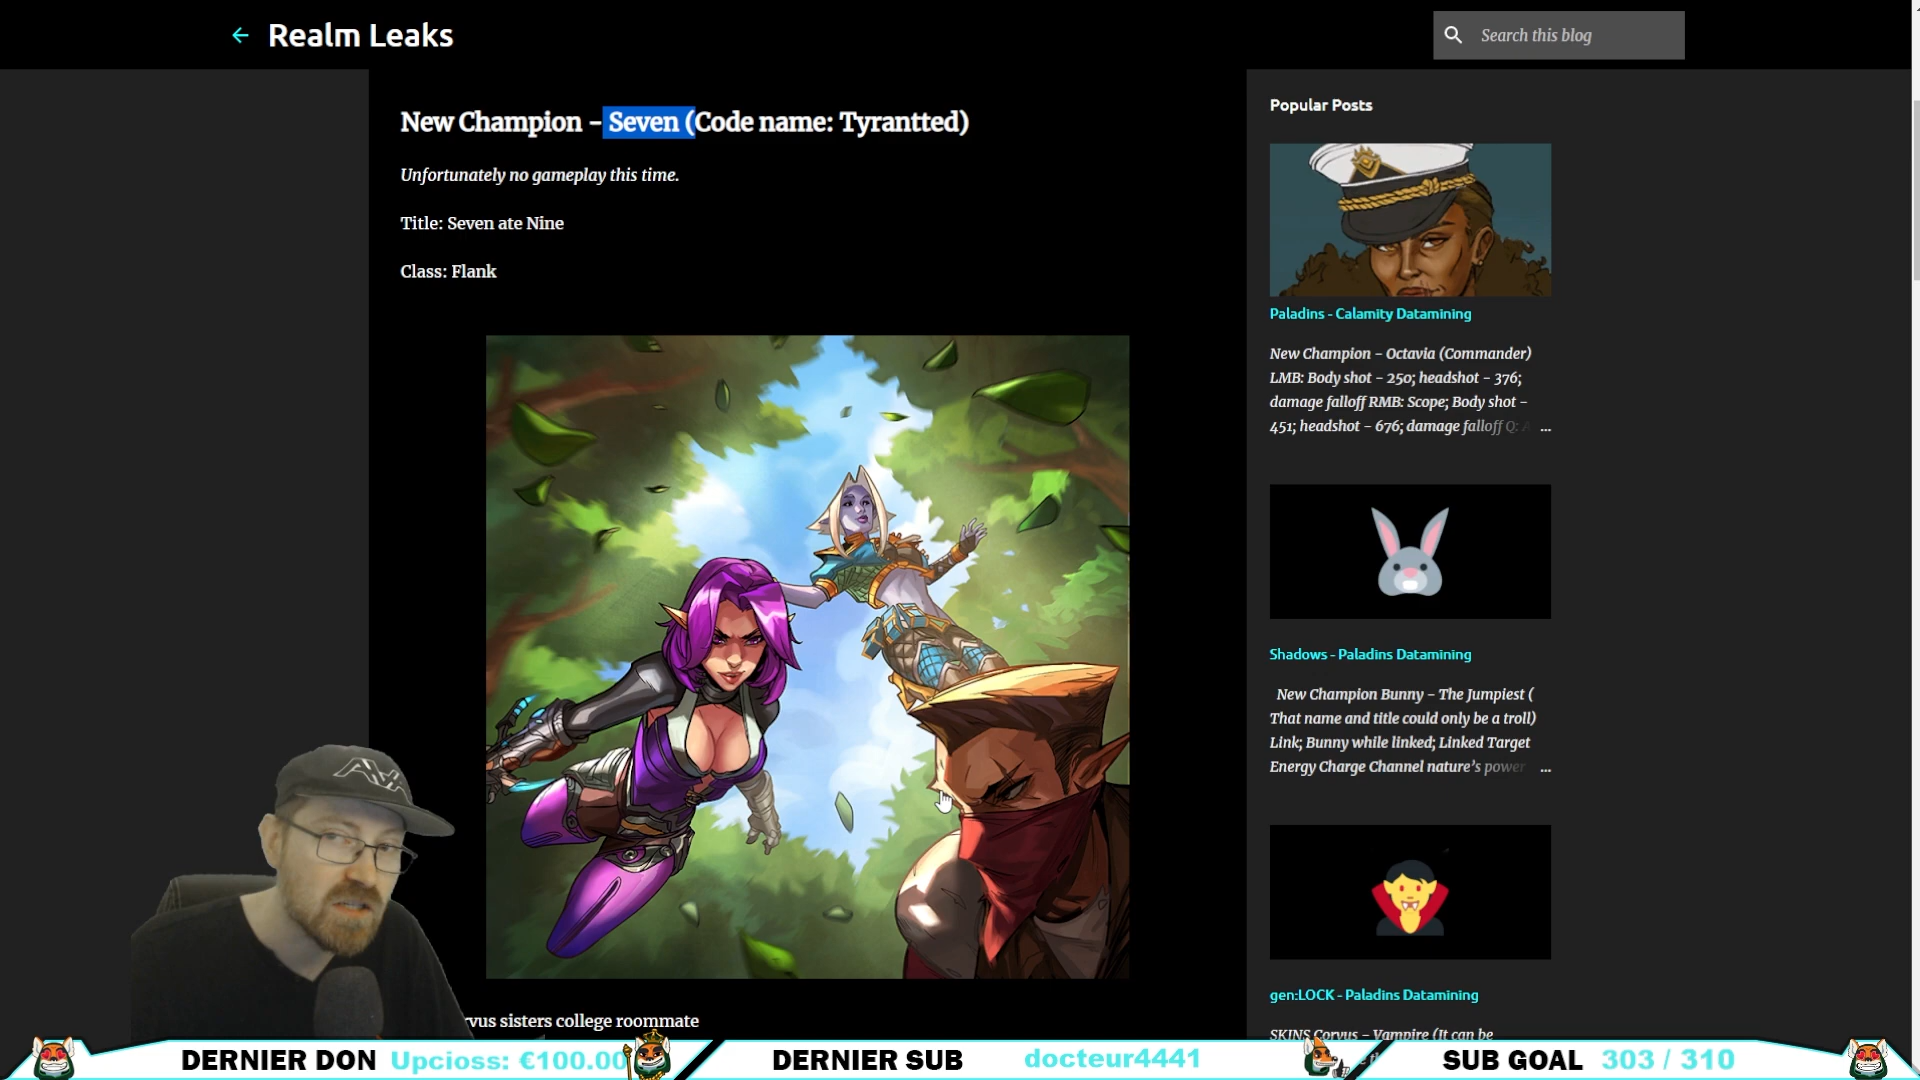 Realm Leaks
Search this blog
New Champion - Seven (Code name: Tyrantted)
Unfortunately no gameplay this time.
Title: Seven ate Nine
Class: Flank
vus sisters college roommate
Popular Posts
Paladins - Calamity Datamining
New Champion - Octavia (Commander)
LMB: Body shot - 250; headshot - 376;
damage falloff RMB: Scope; Body shot -
451; headshot - 676; damage falloff Q: A ...
Shadows - Paladins Datamining
New Champion Bunny - The Jumpiest (
That name and title could only be a troll)
Link; Bunny while linked; Linked Target
Energy Charge Channel nature's power ...
gen:LOCK - Paladins Datamining
SKINS Corvus - Vampire (It can be
DERNIER DON Upcioss: €100.00
DERNIER SUB docteur4441
SUB GOAL 303 / 310